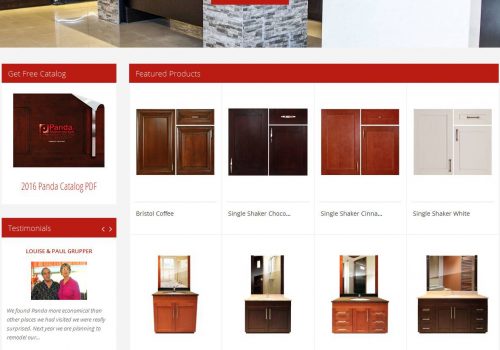 Get Free Catalog
Panda
2016 Panda Catalog PDF
Testimonials
LOUISE & PAUL GRUPPER
We found Panda more economical than
other places we had visited we were really
surprised. Next year we are planning to
remodel our...
Featured Products
Bristol Coffee
Single Shaker Choco...
Single Shaker Cinna...
Single Shaker White